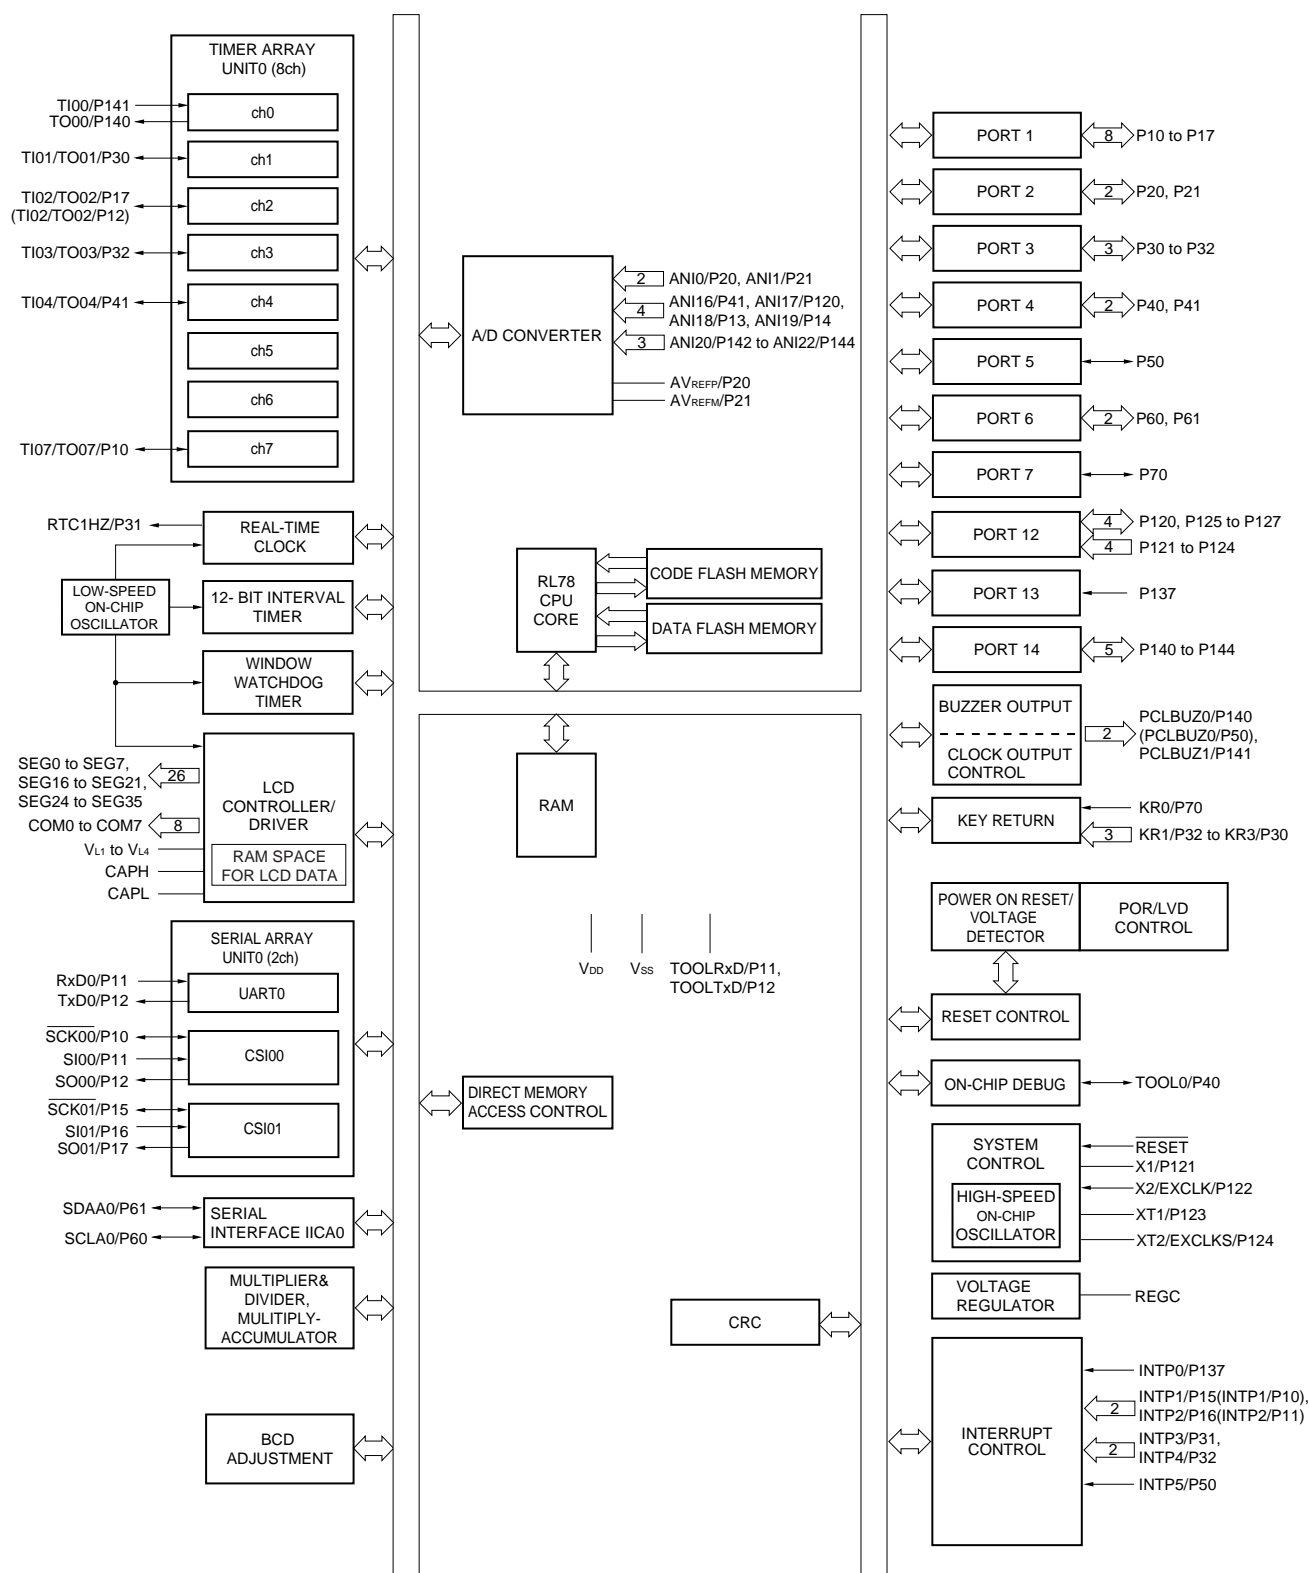 TIMER ARRAY
UNIT0 (8ch)
TI00/P141
TO00/P140
ch0
TI01/TO01/P30
ch1
TI02/TO02/P17
(TI02/TO02/P12)
ch2
TI03/TO03/P32
ch3
TI04/TO04/P41
ch4
ch5
ch6
TI07/TO07/P10
ch7
RTC1HZ/P31
REAL-TIME
CLOCK
LOW-SPEED
ON-CHIP
OSCILLATOR
12- BIT INTERVAL
TIMER
WINDOW
WATCHDOG
TIMER
SEG0 to SEG7,
SEG16 to SEG21,
SEG24 to SEG35
26
COM0 to COM7
8
VL1 to VL4
CAPH
CAPL
LCD
CONTROLLER/
DRIVER
RAM SPACE
FOR LCD DATA
SERIAL ARRAY
UNIT0 (2ch)
RxD0/P11
TxD0/P12
UART0
SCK00/P10
SI00/P11
SO00/P12
CSI00
SCK01/P15
SI01/P16
SO01/P17
CSI01
SDAA0/P61
SCLA0/P60
SERIAL
INTERFACE IICA0
MULTIPLIER&
DIVIDER,
MULITIPLY-
ACCUMULATOR
BCD
ADJUSTMENT
A/D CONVERTER
2
ANI0/P20, ANI1/P21
4
ANI16/P41, ANI17/P120,
ANI18/P13, ANI19/P14
3
ANI20/P142 to ANI22/P144
AVREFP/P20
AVREFM/P21
RL78
CPU
CORE
CODE FLASH MEMORY
DATA FLASH MEMORY
RAM
VDD
VSS
TOOLRxD/P11,
TOOLTxD/P12
DIRECT MEMORY
ACCESS CONTROL
CRC
PORT 1
8
P10 to P17
PORT 2
2
P20, P21
PORT 3
3
P30 to P32
PORT 4
2
P40, P41
PORT 5
P50
PORT 6
2
P60, P61
PORT 7
P70
PORT 12
4
P120, P125 to P127
4
P121 to P124
PORT 13
P137
PORT 14
5
P140 to P144
BUZZER OUTPUT
CLOCK OUTPUT
CONTROL
2
PCLBUZ0/P140
(PCLBUZ0/P50),
PCLBUZ1/P141
KEY RETURN
KR0/P70
3
KR1/P32 to KR3/P30
POWER ON RESET/
VOLTAGE
DETECTOR
POR/LVD
CONTROL
RESET CONTROL
ON-CHIP DEBUG
TOOL0/P40
SYSTEM
CONTROL
HIGH-SPEED
ON-CHIP
OSCILLATOR
RESET
X1/P121
X2/EXCLK/P122
XT1/P123
XT2/EXCLKS/P124
VOLTAGE
REGULATOR
REGC
INTERRUPT
CONTROL
INTP0/P137
2
INTP1/P15(INTP1/P10),
INTP2/P16(INTP2/P11)
2
INTP3/P31,
INTP4/P32
INTP5/P50